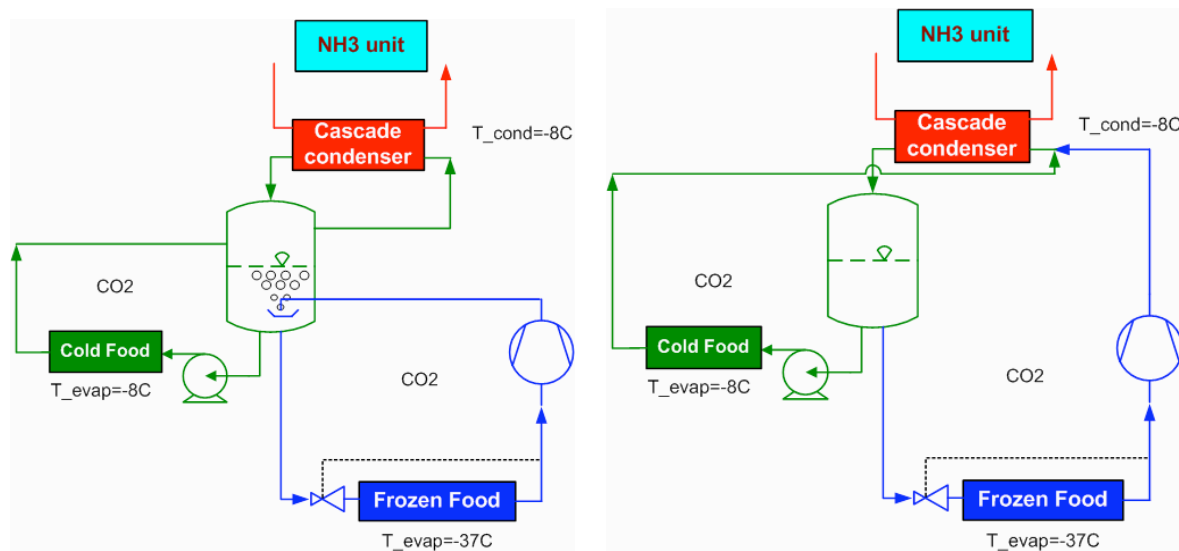 NH3 unit
Cascade
condenser
T_cond=-8C
CO2
Cold Food
T_evap=-8C
CO2
Frozen Food
T_evap=-37C
NH3 unit
Cascade
condenser
T_cond=-8C
CO2
Cold Food
T_evap=-8C
CO2
Frozen Food
T_evap=-37C